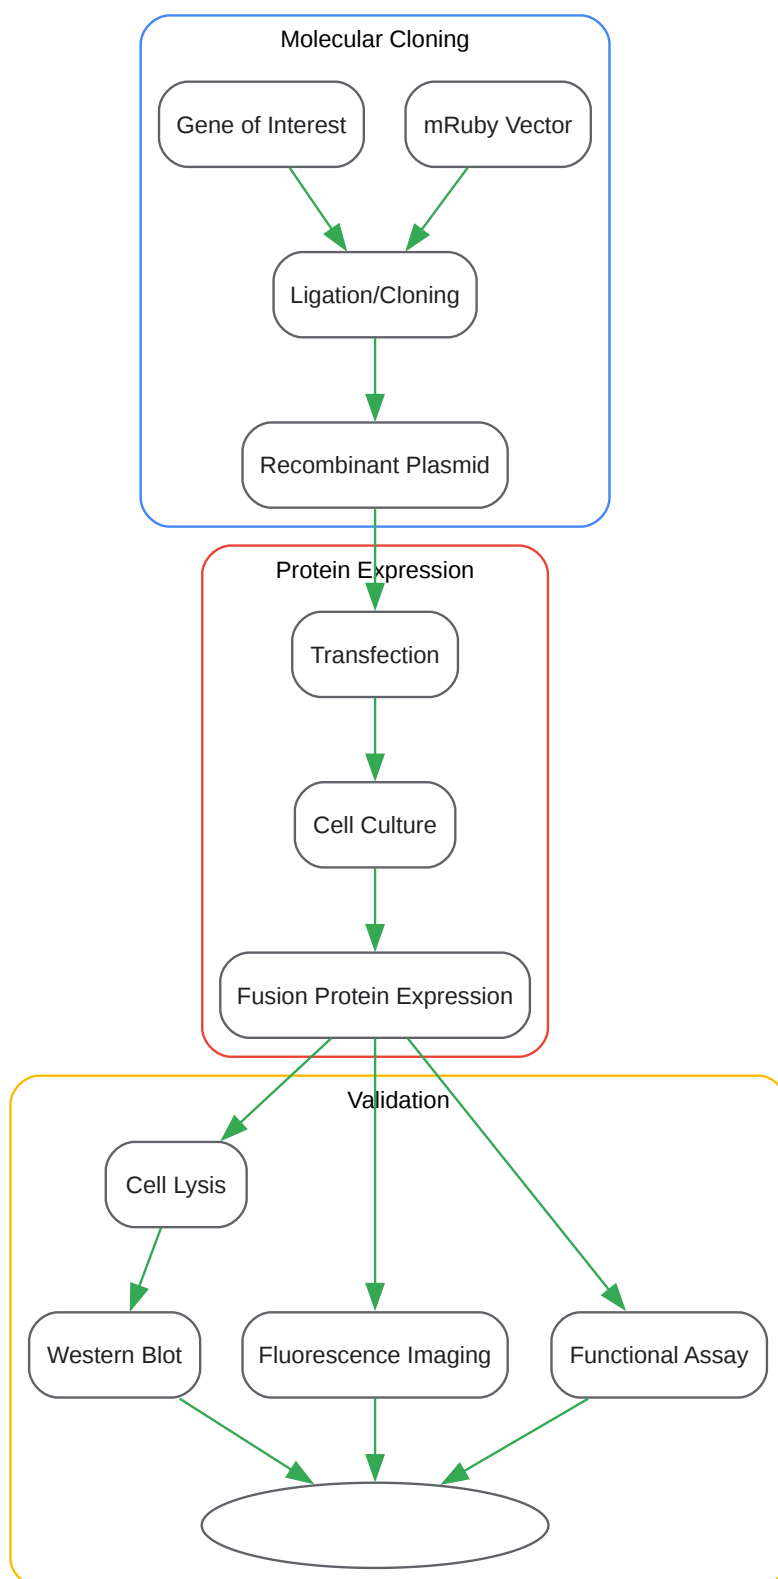 Molecular Cloning
Gene of Interest
mRuby Vector
Ligation/Cloning
Recombinant Plasmid
Protein Expression
Transfection
Cell Culture
Fusion Protein Expression
Validation
Cell Lysis
Western Blot
Fluorescence Imaging
Functional Assay